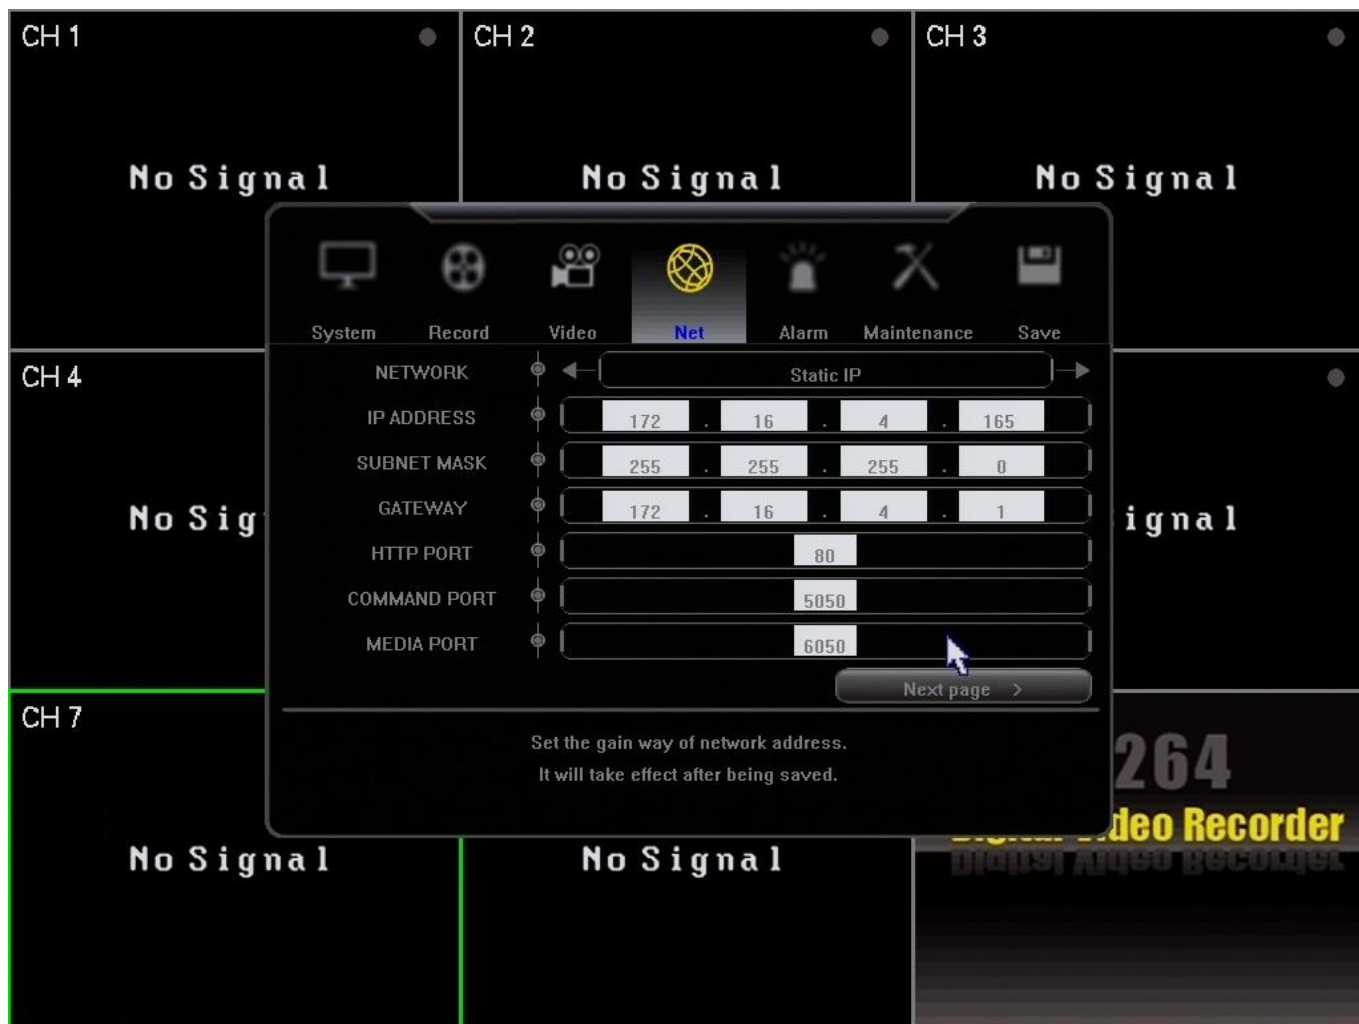 CH 1
CH 2
CH 3
No Signal
No Signal
No Signal
System Record Video Net Alarm Maintenance Save
CH 4
NETWORK Static IP
IP ADDRESS 172 . 16 . 4 . 165
SUBNET MASK 255 . 255 . 255 . 0
GATEWAY 172 . 16 . 4 . 1
No Sig
ignal
HTTP PORT 80
COMMAND PORT 5050
MEDIA PORT 6050
Next page >
CH 7
Set the gain way of network address.
It will take effect after being saved.
264
deo Recorder
No Signal
No Signal